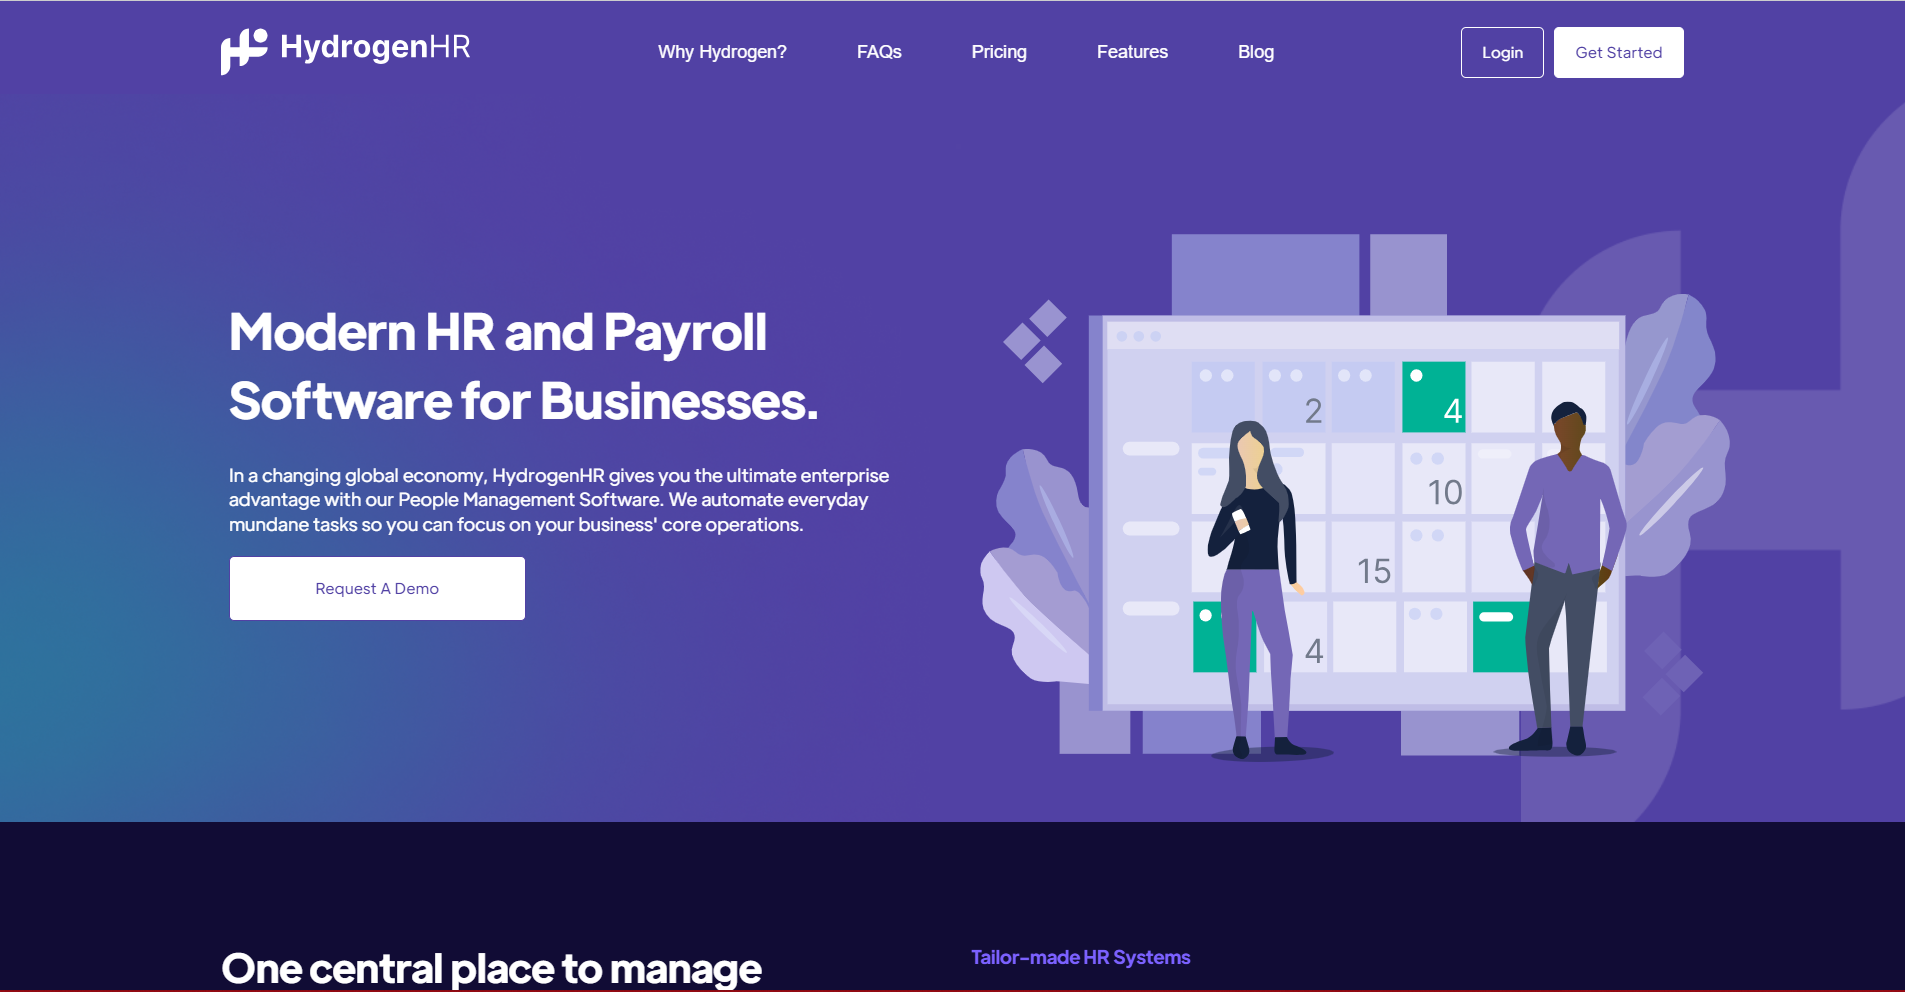 HydrogenHR
Why Hydrogen?
FAQs
Pricing
Features
Blog
Login
Get Started
Modern HR and Payroll
Software for Businesses.
In a changing global economy, HydrogenHR gives you the ultimate enterprise
advantage with our People Management Software. We automate everyday
mundane tasks so you can focus on your business' core operations.
Request A Demo
2
4
10
15
4
One central place to manage
Tailor-made HR Systems